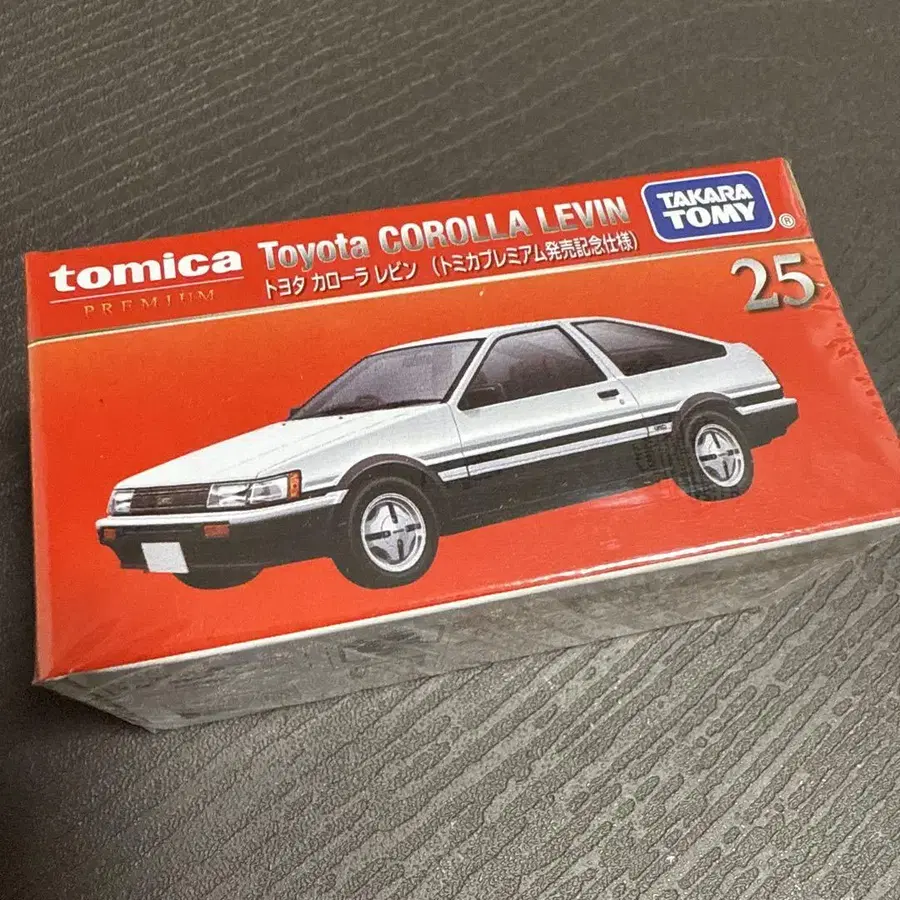 tomica
PREMIUM
Toyota COROLLA LEVIN
トヨタ カローラ レビン (トミカプレミアム発売記念仕様)
TAKARA
TOMY
®
25